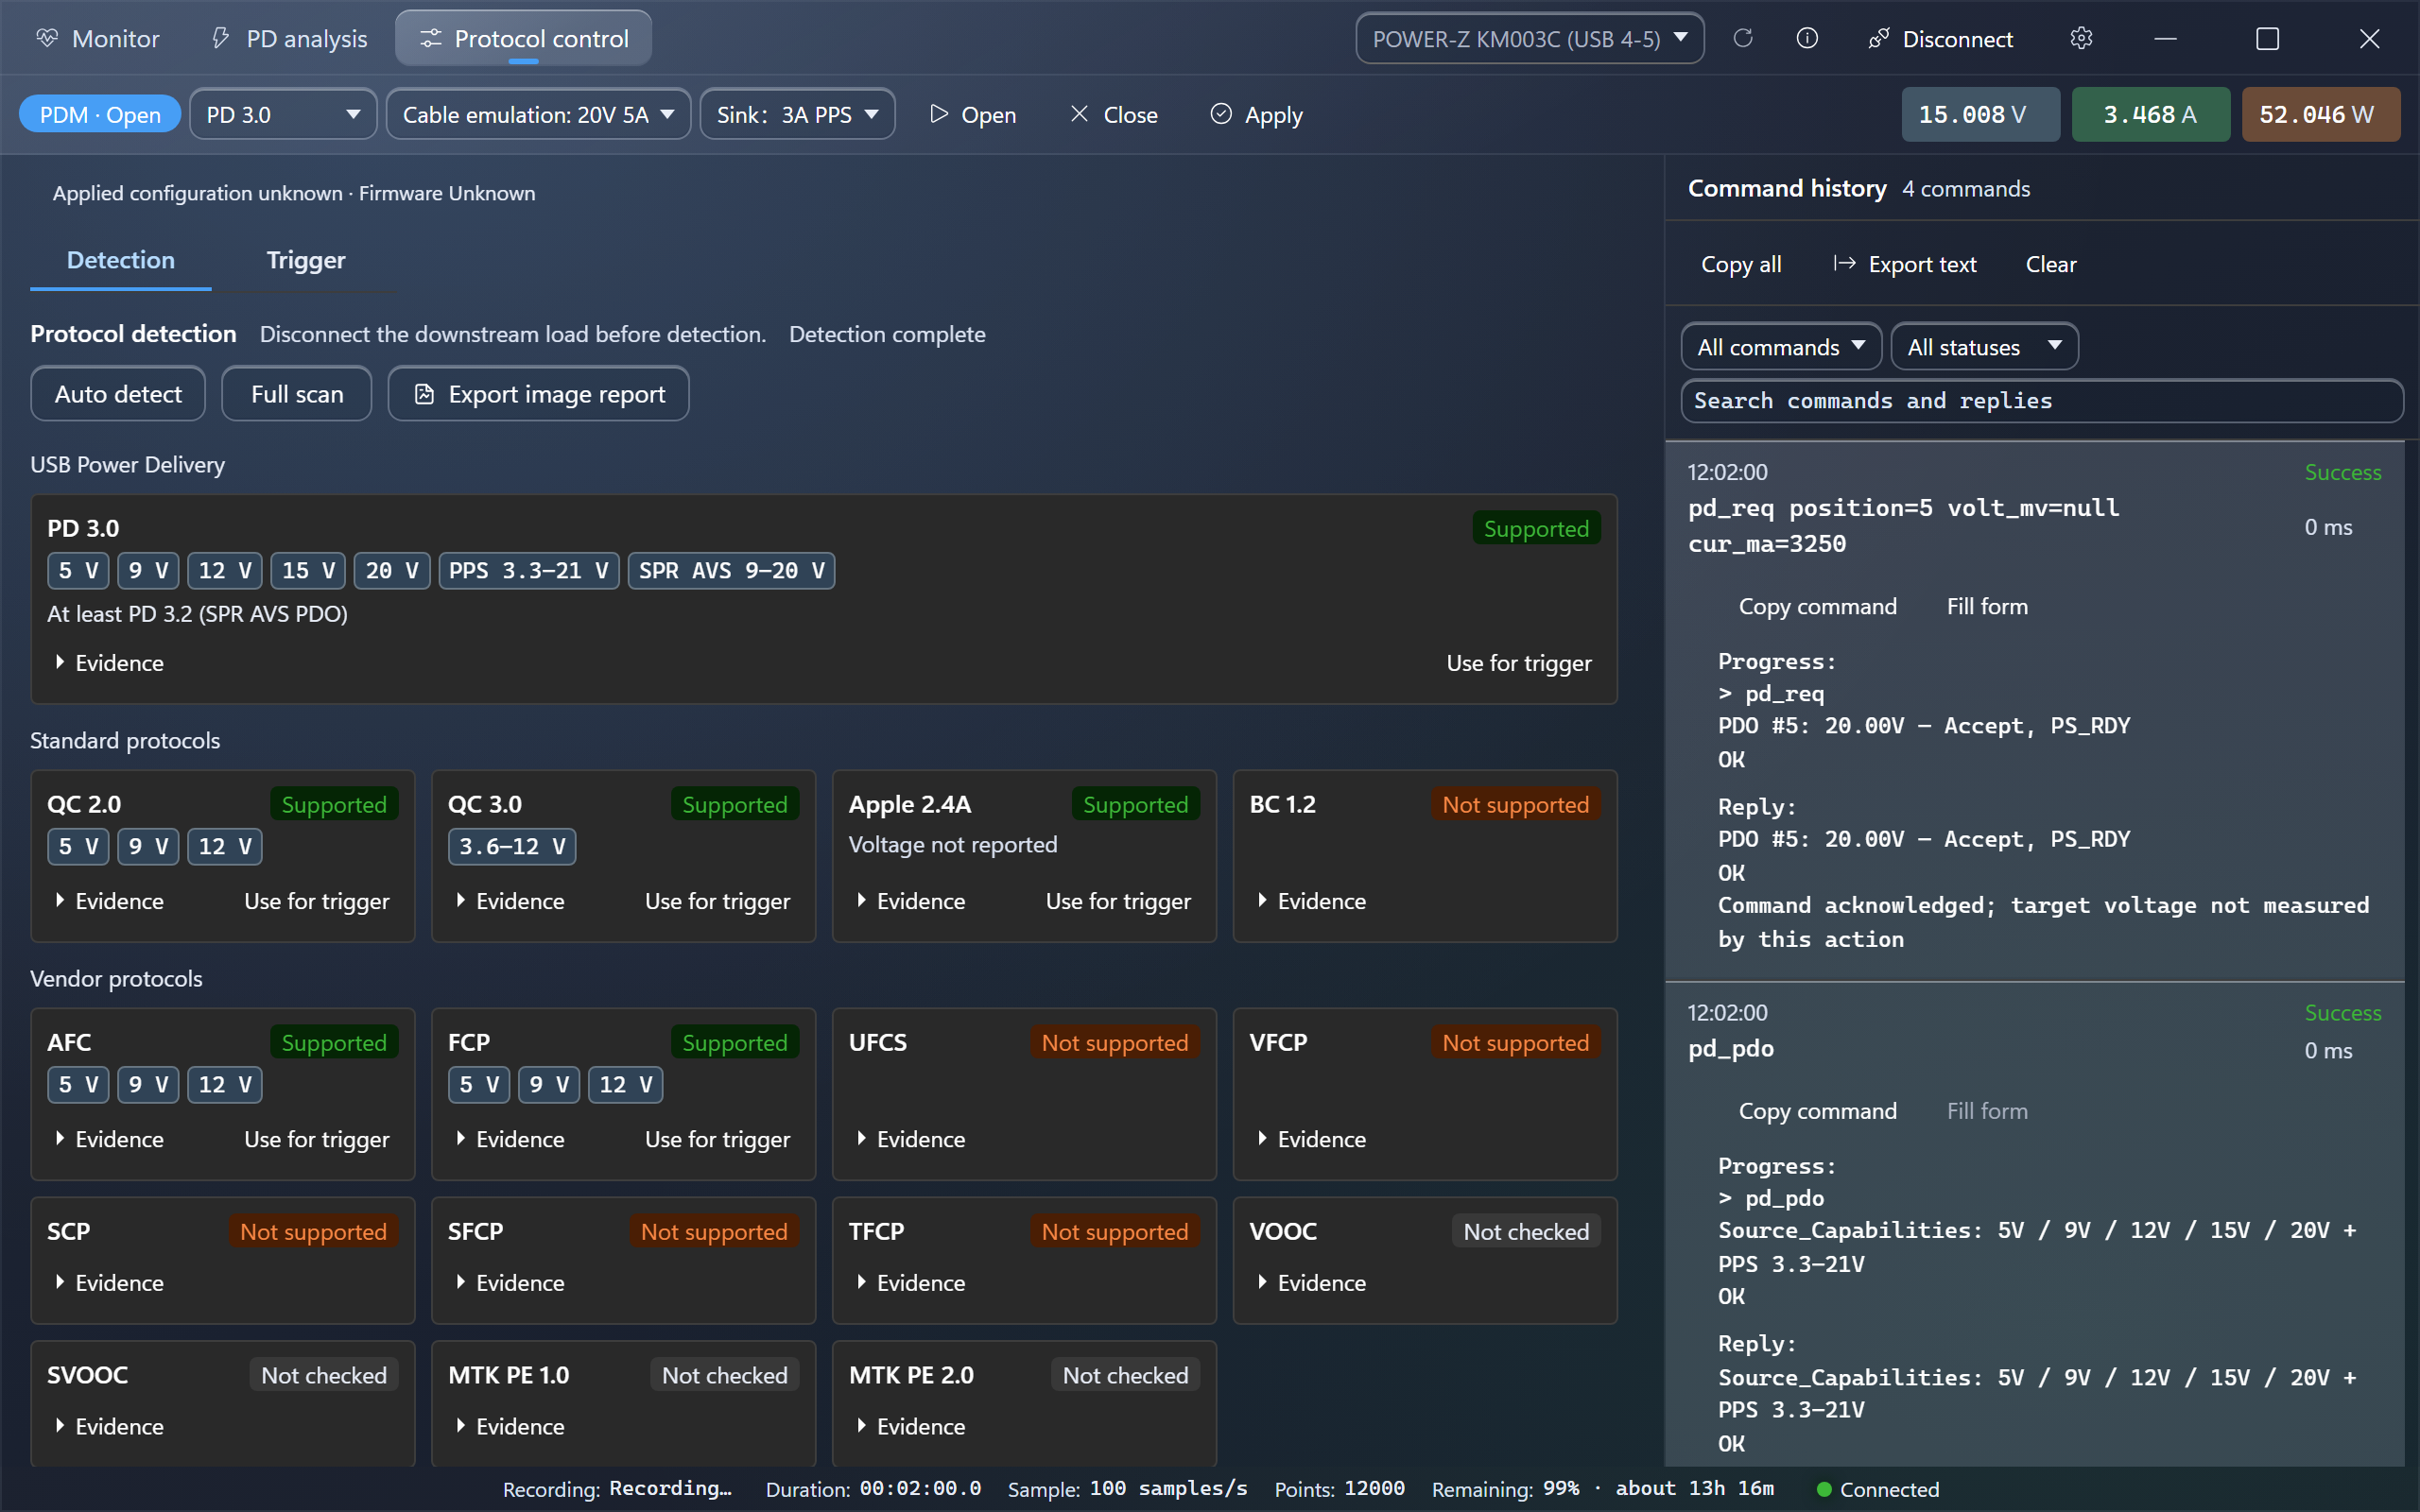 Monitor
PD analysis
Protocol control
POWER-Z KM003C (USB 4-5)
Disconnect
PDM · Open
PD 3.0
Cable emulation: 20V 5A
Sink: 3A PPS
Open
Close
Apply
15.008 V
3.468 A
52.046 W
Applied configuration unknown · Firmware Unknown
Detection
Trigger
Protocol detection
Disconnect the downstream load before detection.
Detection complete
Auto detect
Full scan
Export image report
USB Power Delivery
PD 3.0
Supported
5 V
9 V
12 V
15 V
20 V
PPS 3.3–21 V
SPR AVS 9–20 V
At least PD 3.2 (SPR AVS PDO)
Evidence
Use for trigger
Standard protocols
QC 2.0
Supported
5 V
9 V
12 V
Evidence
Use for trigger
QC 3.0
Supported
3.6–12 V
Evidence
Use for trigger
Apple 2.4A
Supported
Voltage not reported
Evidence
Use for trigger
BC 1.2
Not supported
Evidence
Vendor protocols
AFC
Supported
5 V
9 V
12 V
Evidence
Use for trigger
FCP
Supported
5 V
9 V
12 V
Evidence
Use for trigger
UFCS
Not supported
Evidence
VFCP
Not supported
Evidence
SCP
Not supported
Evidence
SFCP
Not supported
Evidence
TFCP
Not supported
Evidence
VOOC
Not checked
Evidence
SVOOC
Not checked
Evidence
MTK PE 1.0
Not checked
Evidence
MTK PE 2.0
Not checked
Evidence
Command history
4 commands
Copy all
Export text
Clear
All commands
All statuses
Search commands and replies
12:02:00
Success
pd_req position=5 volt_mv=null
cur_ma=3250
0 ms
Copy command
Fill form
Progress:
> pd_req
PDO #5: 20.00V — Accept, PS_RDY
OK
Reply:
PDO #5: 20.00V — Accept, PS_RDY
OK
Command acknowledged; target voltage not measured
by this action
12:02:00
Success
pd_pdo
0 ms
Copy command
Fill form
Progress:
> pd_pdo
Source_Capabilities: 5V / 9V / 12V / 15V / 20V +
PPS 3.3–21V
OK
Reply:
Source_Capabilities: 5V / 9V / 12V / 15V / 20V +
PPS 3.3–21V
OK
Recording: Recording…
Duration: 00:02:00.0
Sample: 100 samples/s
Points: 12000
Remaining: 99% · about 13h 16m
Connected